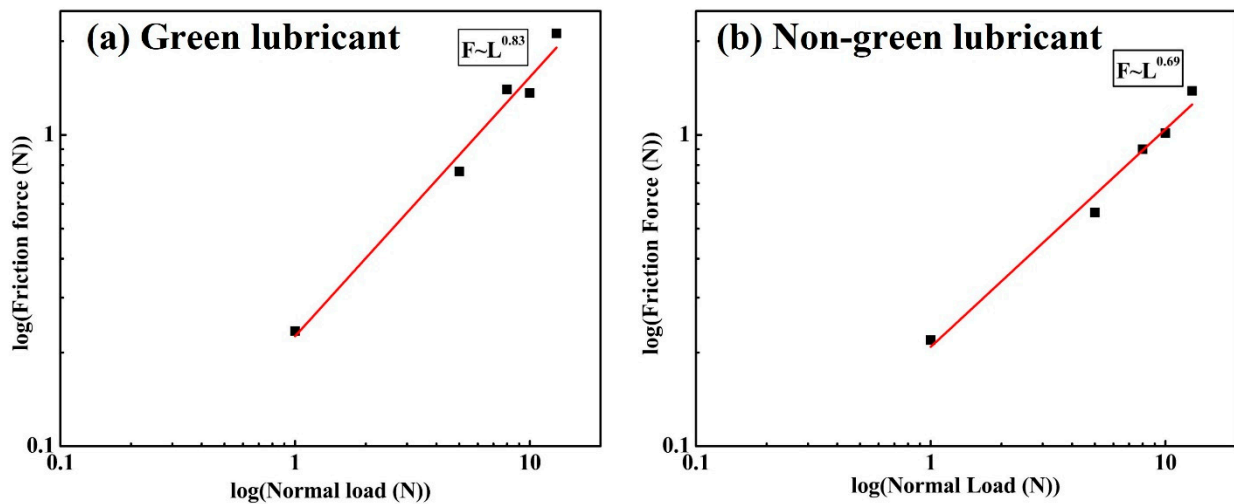 (a) Green lubricant
F~L^0.83
log(Friction force (N))
1
0.1
0.1
1
10
log(Normal load (N))
(b) Non-green lubricant
F~L^0.69
log(Friction Force (N))
1
0.1
0.1
1
10
log(Normal Load (N))